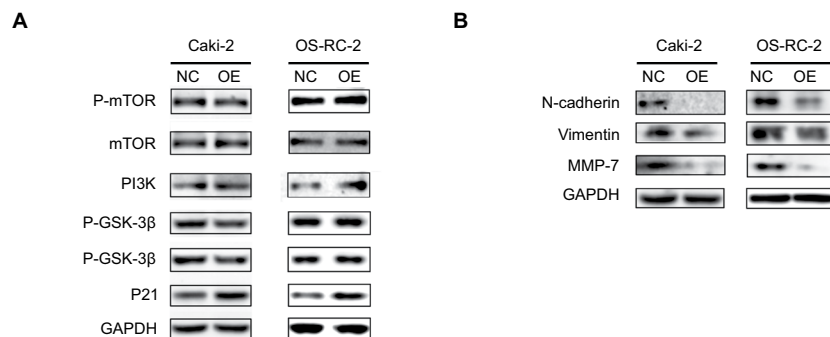 A
Caki-2 OS-RC-2
NC OE NC OE
P-mTOR
mTOR
PI3K
P-GSK-3β
P-GSK-3β
P21
GAPDH
B
Caki-2 OS-RC-2
NC OE NC OE
N-cadherin
Vimentin
MMP-7
GAPDH